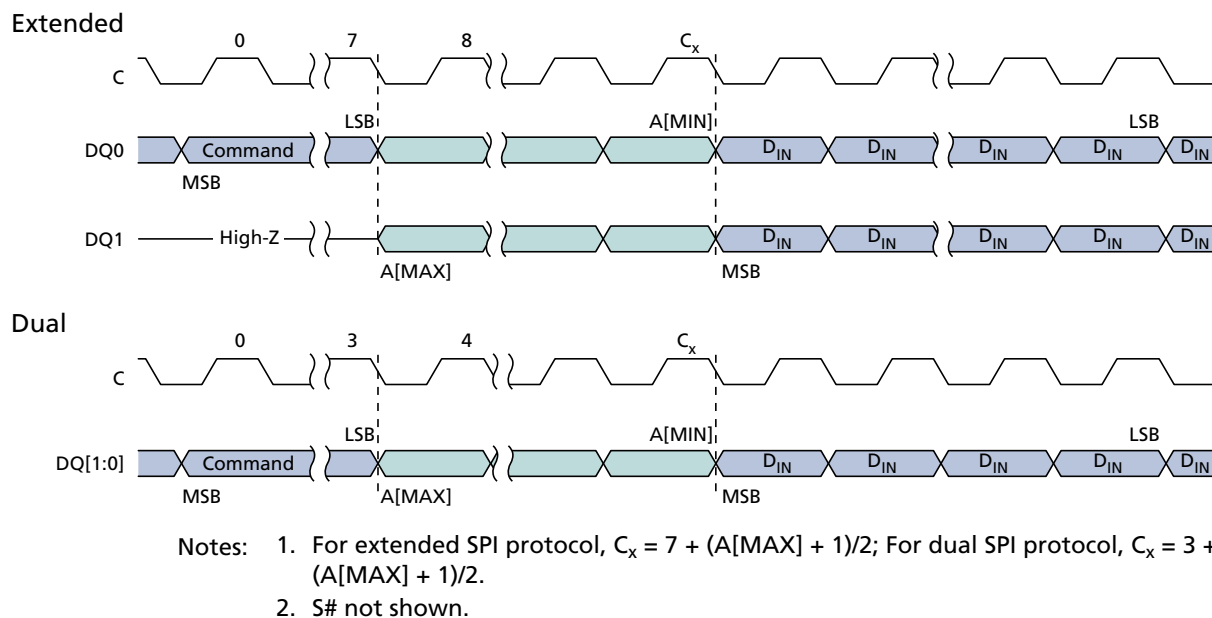 Extended
0 7 8 Cx
C
LSB A[MIN] LSB
DQ0 Command DIN DIN DIN DIN DIN
MSB
DQ1 High-Z DIN DIN DIN DIN DIN
A[MAX] MSB
Dual
0 3 4 Cx
C
LSB A[MIN] LSB
DQ[1:0] Command DIN DIN DIN DIN DIN
MSB A[MAX] MSB
Notes: 1. For extended SPI protocol, Cx = 7 + (A[MAX] + 1)/2; For dual SPI protocol, Cx = 3 +
(A[MAX] + 1)/2.
2. S# not shown.